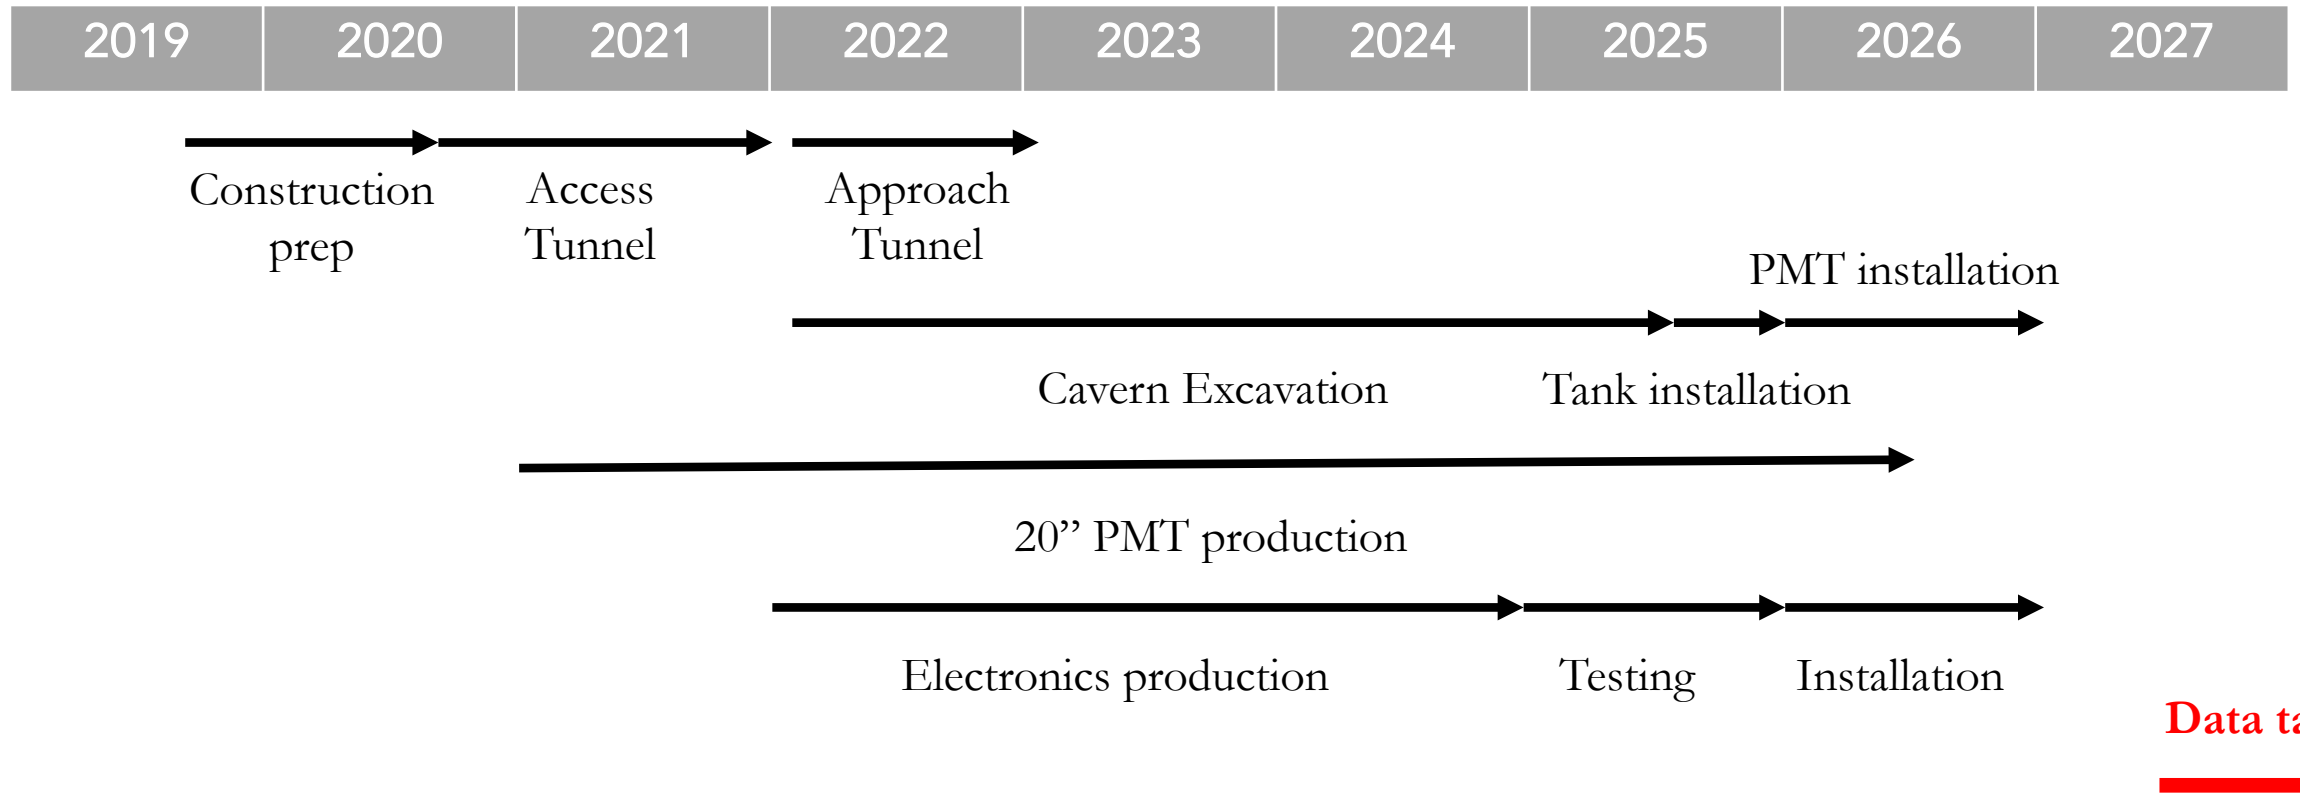 2019 2020 2021 2022 2023 2024 2025 2026 2027
Construction
prep
Access
Tunnel
Approach
Tunnel
PMT installation
Cavern Excavation
Tank installation
20” PMT production
Electronics production
Testing
Installation
Data